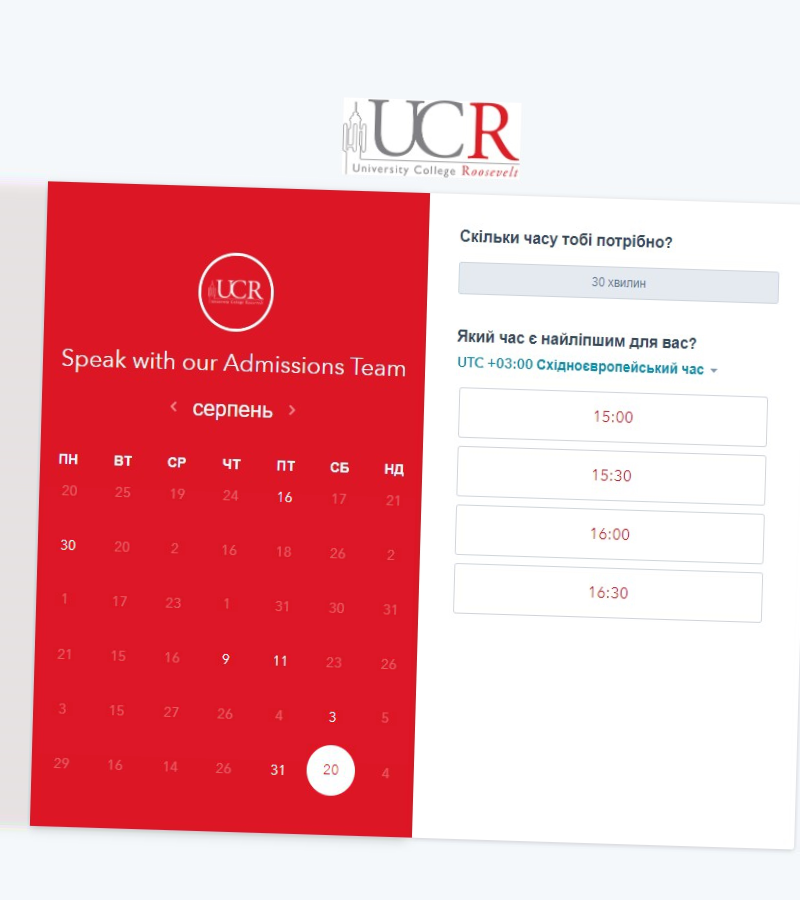 UCR
University College Roosevelt
UCR
Speak with our Admissions Team
серпень
ПН ВТ СР ЧТ ПТ СБ НД
20 25 19 24 16 17 21
30 20 2 16 18 26 2
1 17 23 1 31 30 31
21 15 16 9 11 23 26
3 15 27 26 4 3 5
29 16 14 26 31 20 4
Скільки часу тобі потрібно?
30 хвилин
Який час є найліпшим для вас?
UTC +03:00 Східноєвропейський час
15:00
15:30
16:00
16:30